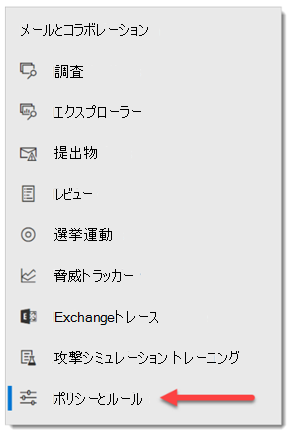 メールとコラボレーション
調査
エクスプローラー
提出物
レビュー
選挙運動
脅威トラッカー
Exchangeトレース
攻撃シミュレーション トレーニング
ポリシーとルール